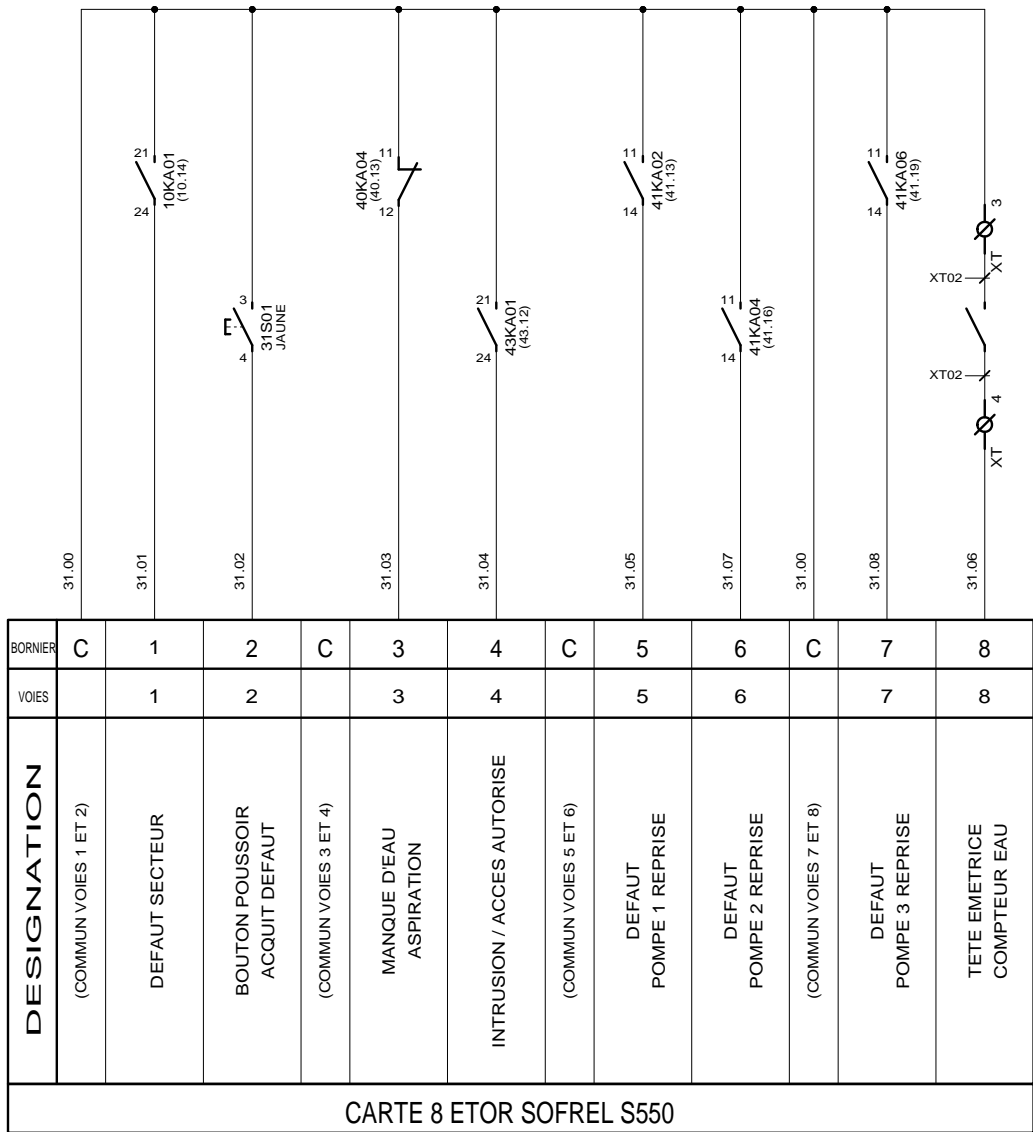 21
24
10KA01
(10.14)
3
4
31S01
JAUNE
11
12
40KA04
(40.13)
21
24
43KA01
(43.12)
11
14
41KA02
(41.13)
11
14
41KA04
(41.16)
11
14
41KA06
(41.19)
3
XT
XT02
XT02
4
XT
31.00
31.01
31.02
31.03
31.04
31.05
31.07
31.00
31.08
31.06
BORNIER C 1 2 C 3 4 C 5 6 C 7 8
VOIES 1 2 3 4 5 6 7 8
DESIGNATION
(COMMUN VOIES 1 ET 2)
DEFAUT SECTEUR
BOUTON POUSSOIR
ACQUIT DEFAUT
(COMMUN VOIES 3 ET 4)
MANQUE D'EAU
ASPIRATION
INTRUSION / ACCES AUTORISE
(COMMUN VOIES 5 ET 6)
DEFAUT
POMPE 1 REPRISE
DEFAUT
POMPE 2 REPRISE
(COMMUN VOIES 7 ET 8)
DEFAUT
POMPE 3 REPRISE
TETE EMETRICE
COMPTEUR EAU
CARTE 8 ETOR SOFREL S550